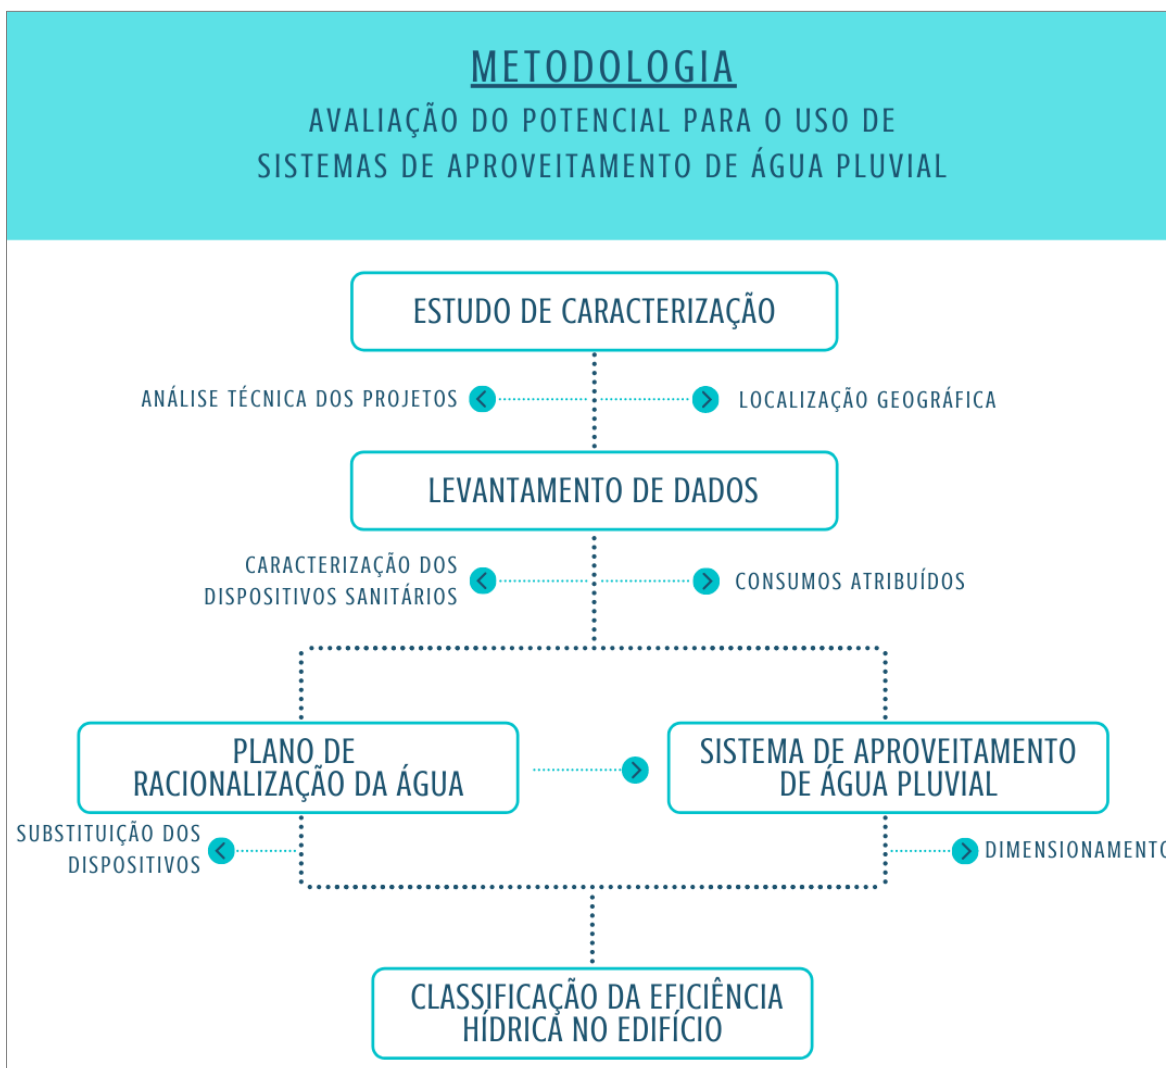 METODOLOGIA
AVALIAÇÃO DO POTENCIAL PARA O USO DE
SISTEMAS DE APROVEITAMENTO DE ÁGUA PLUVIAL
ESTUDO DE CARACTERIZAÇÃO
ANÁLISE TÉCNICA DOS PROJETOS
LOCALIZAÇÃO GEOGRÁFICA
LEVANTAMENTO DE DADOS
CARACTERIZAÇÃO DOS
DISPOSITIVOS SANITÁRIOS
CONSUMOS ATRIBUÍDOS
PLANO DE
RACIONALIZAÇÃO DA ÁGUA
SISTEMA DE APROVEITAMENTO
DE ÁGUA PLUVIAL
SUBSTITUIÇÃO DOS
DISPOSITIVOS
DIMENSIONAMENTO
CLASSIFICAÇÃO DA EFICIÊNCIA
HÍDRICA NO EDIFÍCIO